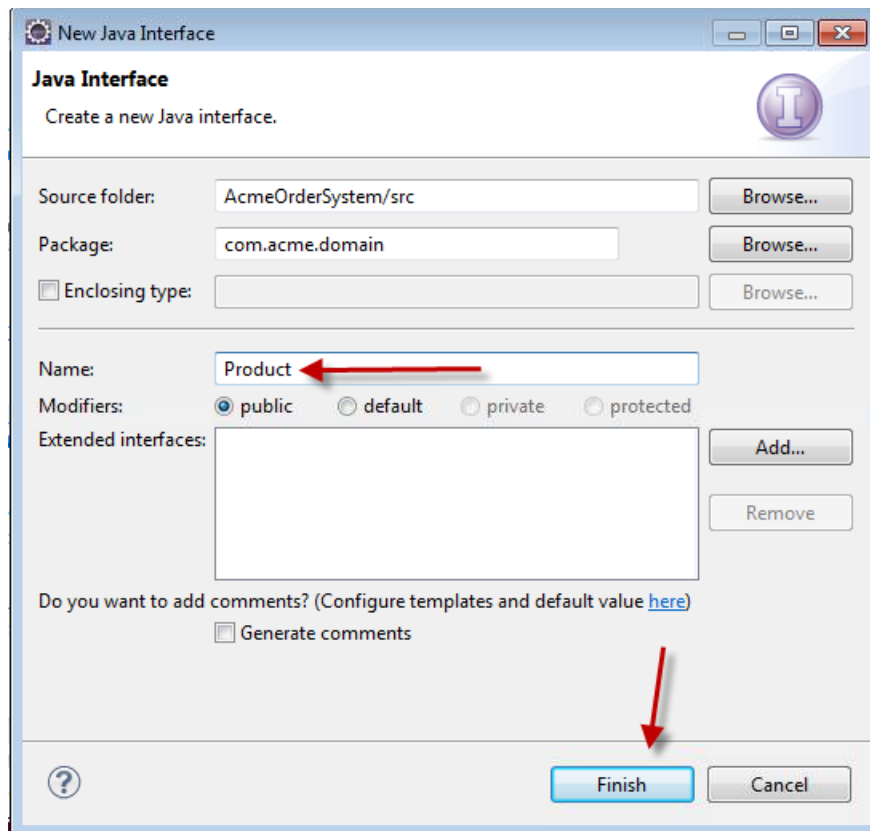 New Java Interface
Java Interface
Create a new Java interface.
I
Source folder: AcmeOrderSystem/src Browse...
Package: com.acme.domain Browse...
Enclosing type: Browse...
Name: Product
Modifiers: public default private protected
Extended interfaces: Add...
Remove
Do you want to add comments? (Configure templates and default value here)
Generate comments
? Finish Cancel